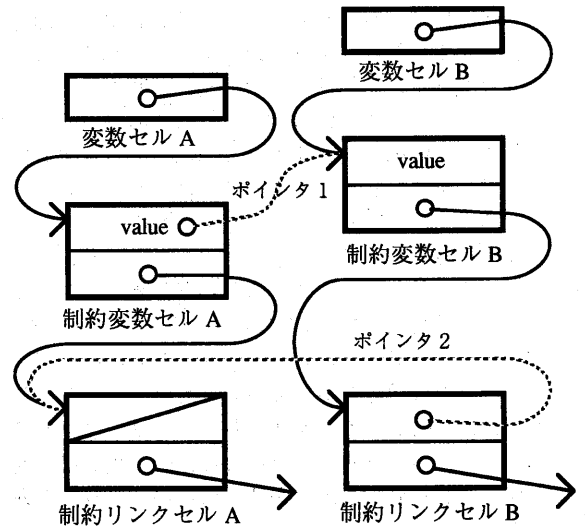 変数セル B
変数セル A
value
ポインタ 1
value
制約変数セル B
制約変数セル A
ポインタ 2
制約リンクセル A
制約リンクセル B